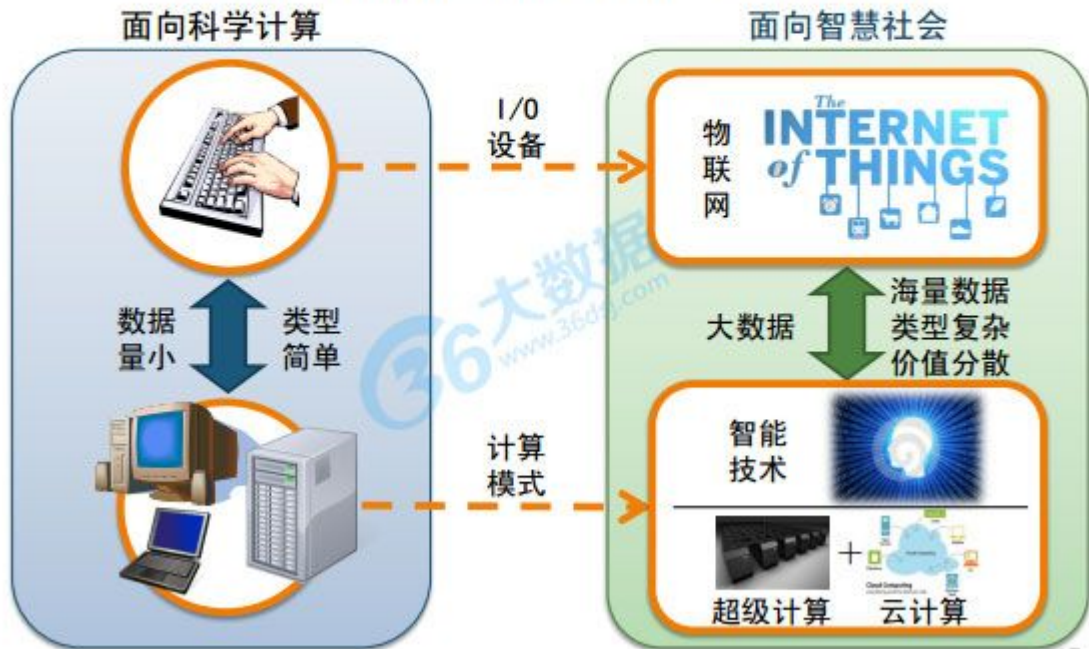 面向科学计算
面向智慧社会
I/O
设备
物
联
网
The
INTERNET
of THINGS
数据
量小
类型
简单
大数据
海量数据
类型复杂
价值分散
36大数据
www.36dsj.com
计算
模式
智能
技术
+
Cloud Computing
超级计算
云计算